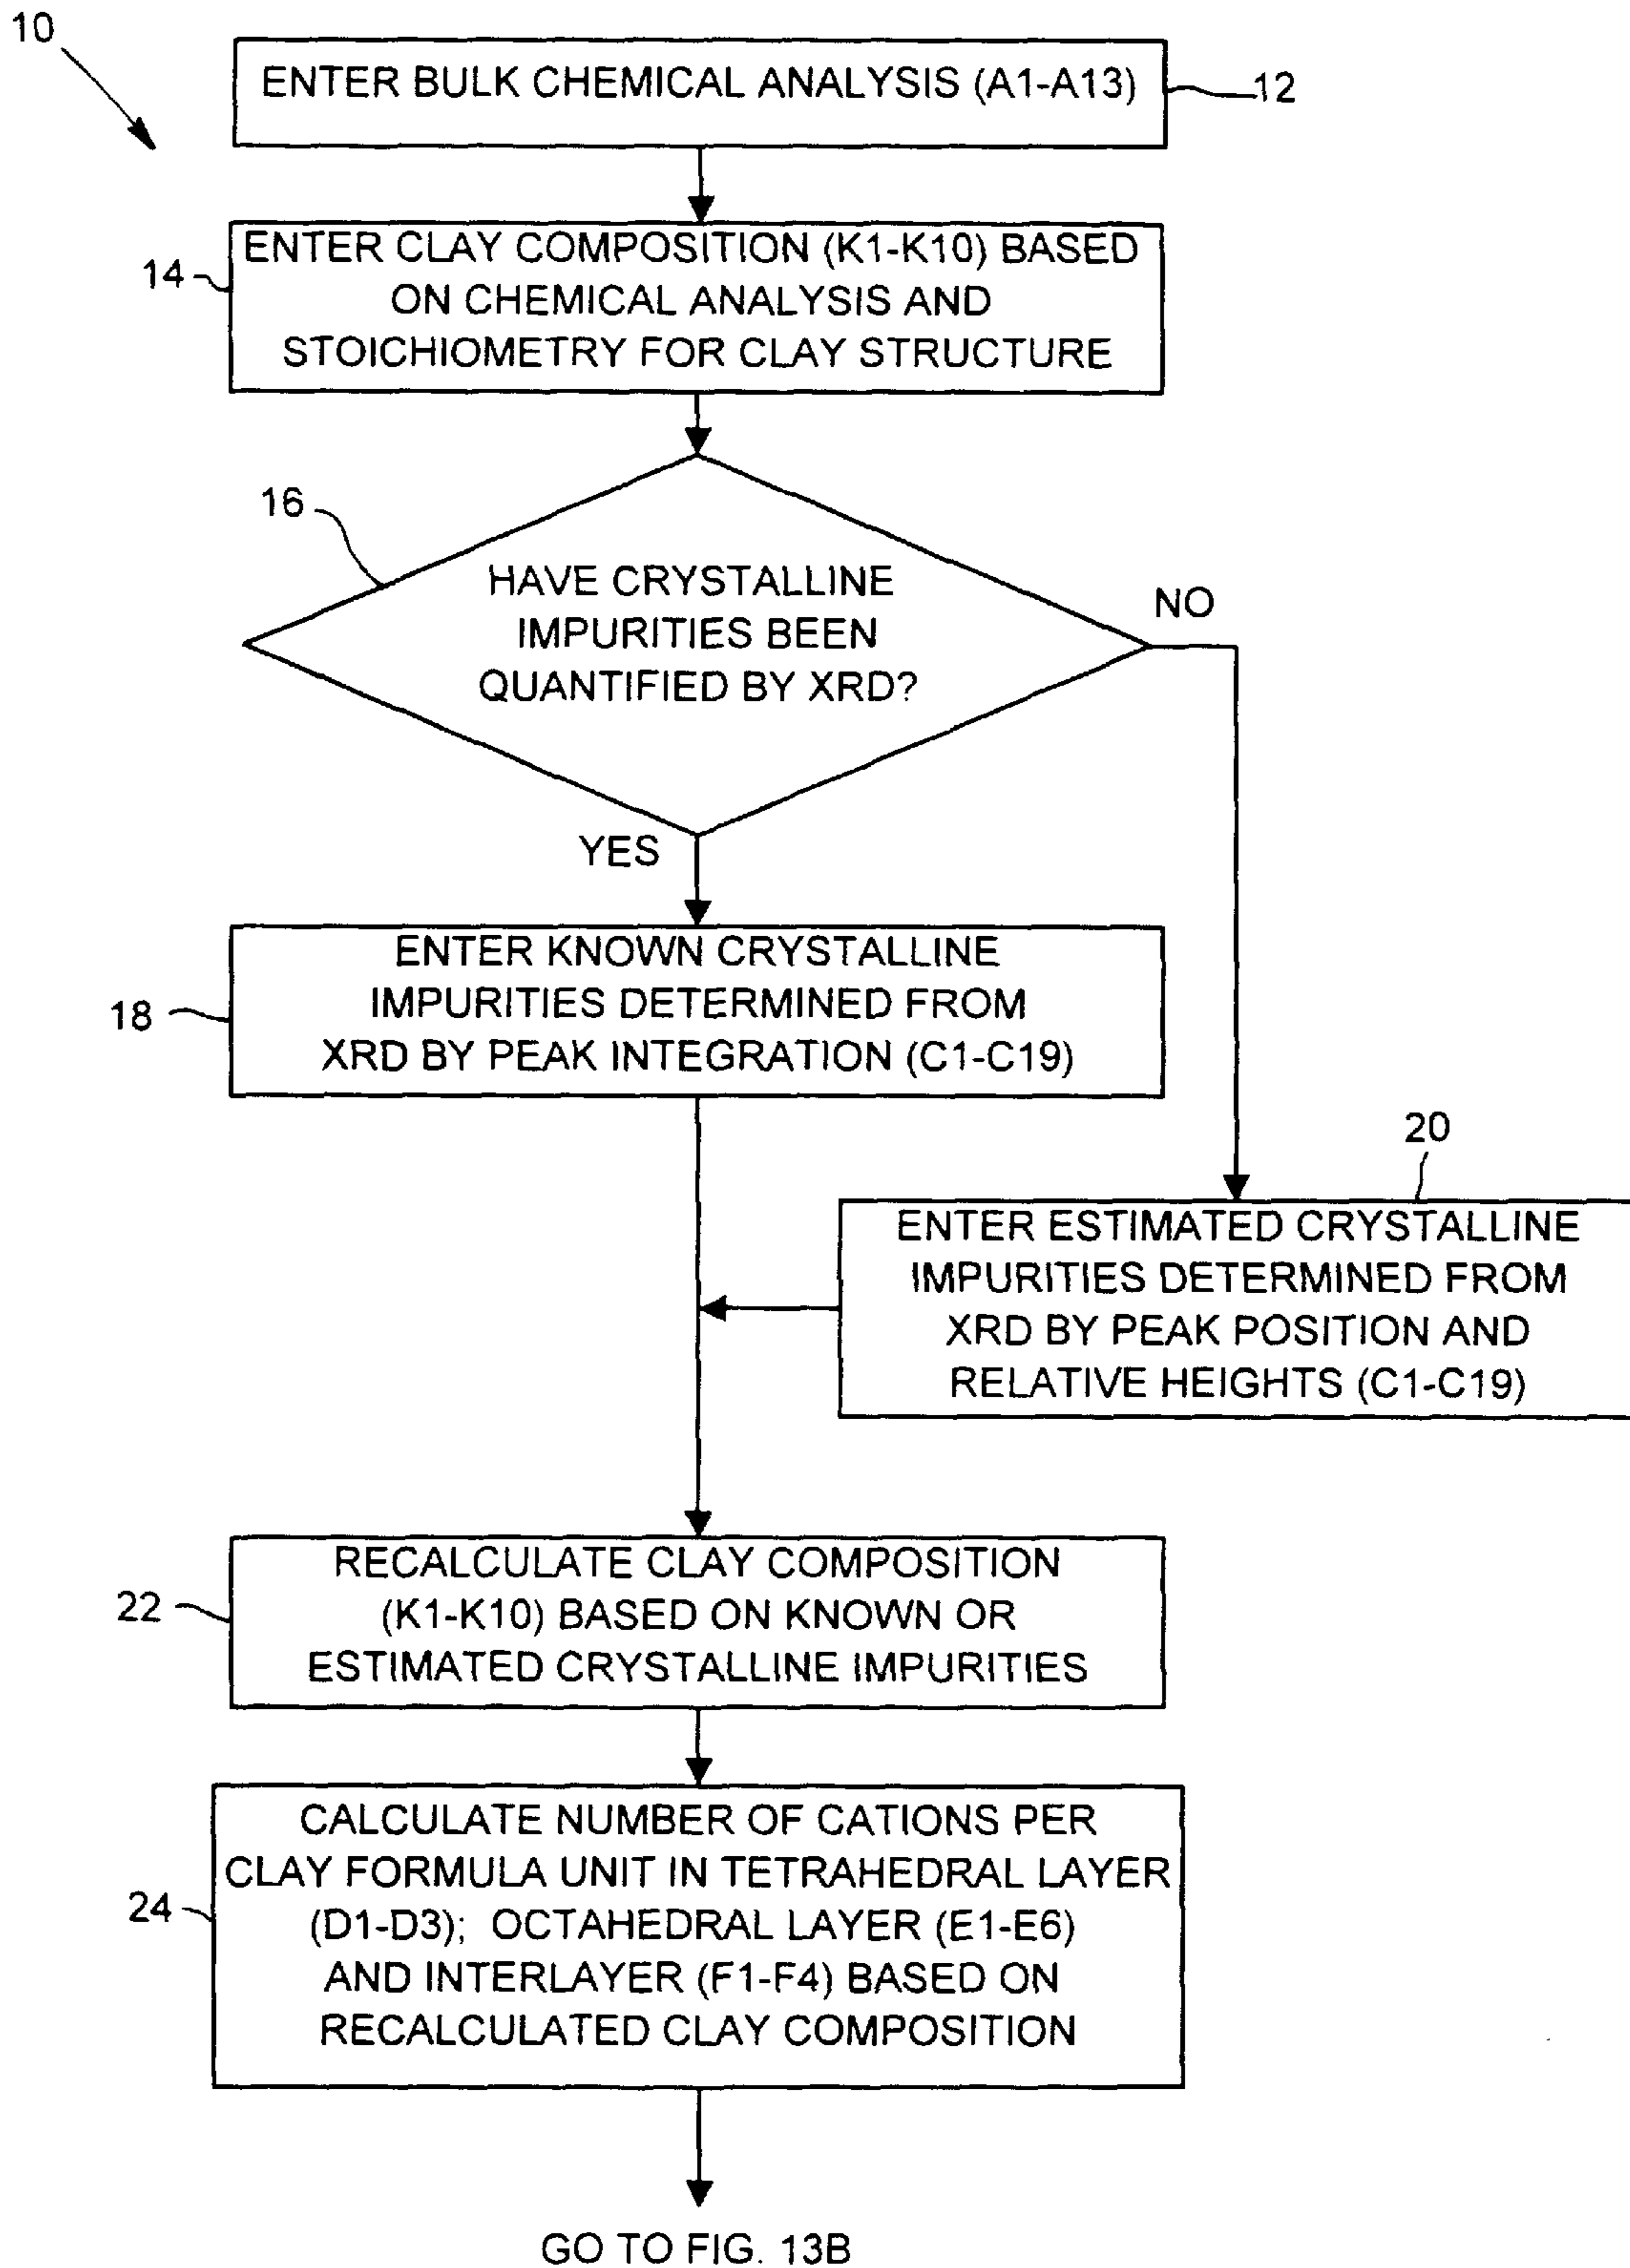 10
ENTER BULK CHEMICAL ANALYSIS (A1-A13)
12
14
ENTER CLAY COMPOSITION (K1-K10) BASED
ON CHEMICAL ANALYSIS AND
STOICHIOMETRY FOR CLAY STRUCTURE
16
HAVE CRYSTALLINE
IMPURITIES BEEN
QUANTIFIED BY XRD?
NO
YES
18
ENTER KNOWN CRYSTALLINE
IMPURITIES DETERMINED FROM
XRD BY PEAK INTEGRATION (C1-C19)
20
ENTER ESTIMATED CRYSTALLINE
IMPURITIES DETERMINED FROM
XRD BY PEAK POSITION AND
RELATIVE HEIGHTS (C1-C19)
22
RECALCULATE CLAY COMPOSITION
(K1-K10) BASED ON KNOWN OR
ESTIMATED CRYSTALLINE IMPURITIES
24
CALCULATE NUMBER OF CATIONS PER
CLAY FORMULA UNIT IN TETRAHEDRAL LAYER
(D1-D3); OCTAHEDRAL LAYER (E1-E6)
AND INTERLAYER (F1-F4) BASED ON
RECALCULATED CLAY COMPOSITION
GO TO FIG. 13B